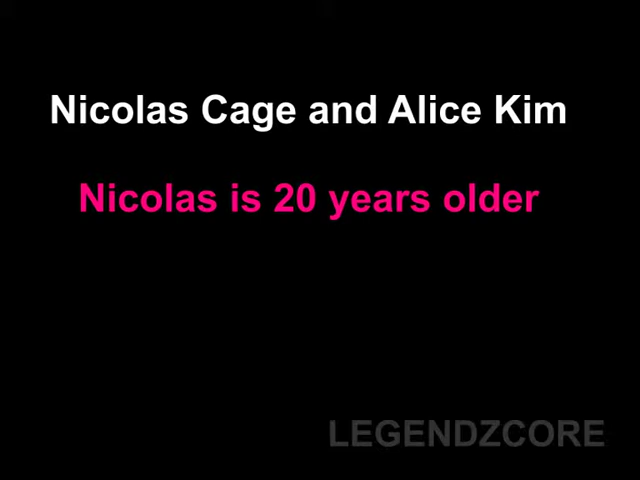 Nicolas Cage and Alice Kim
Nicolas is 20 years older
LEGENDZCORE